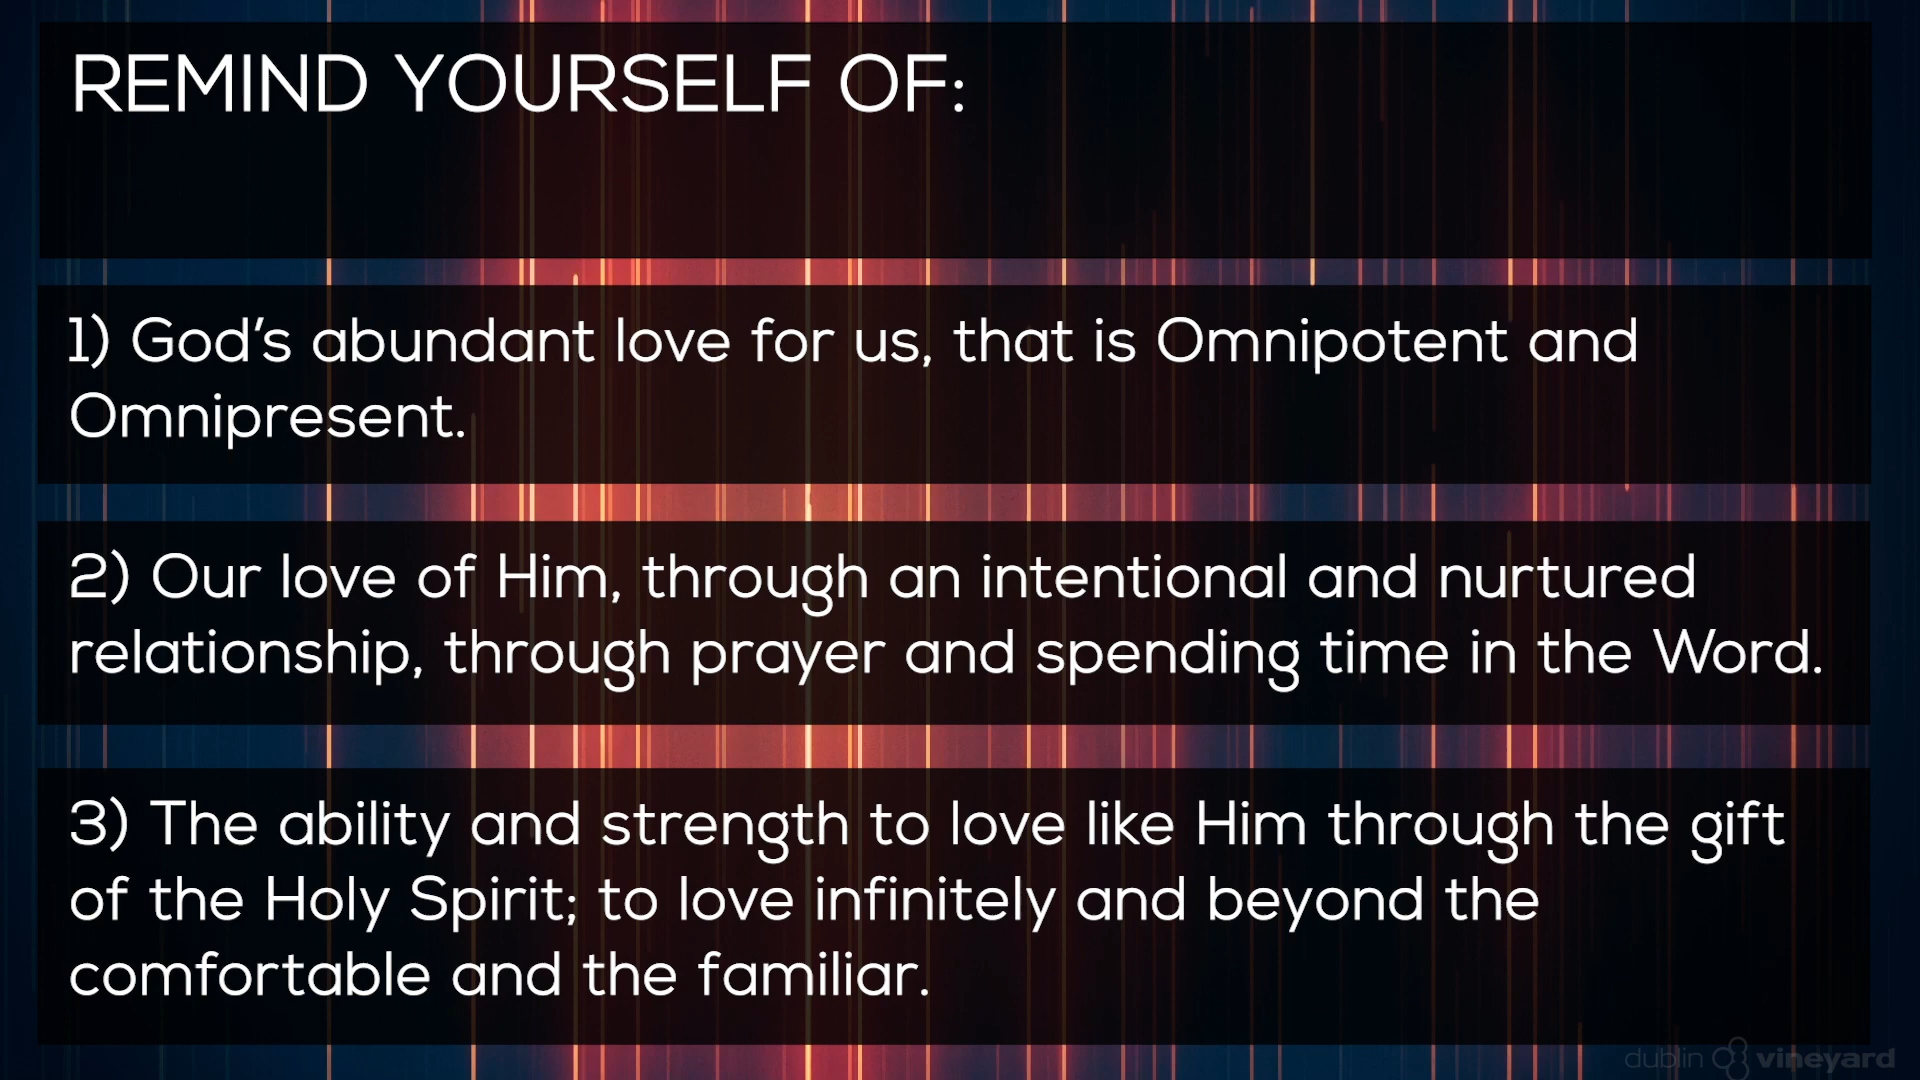 REMIND YOURSELF OF:
1) God’s abundant love for us, that is Omnipotent and
Omnipresent.
2) Our love of Him, through an intentional and nurtured
relationship, through prayer and spending time in the Word.
3) The ability and strength to love like Him through the gift
of the Holy Spirit; to love infinitely and beyond the
comfortable and the familiar.
dublin vineyard